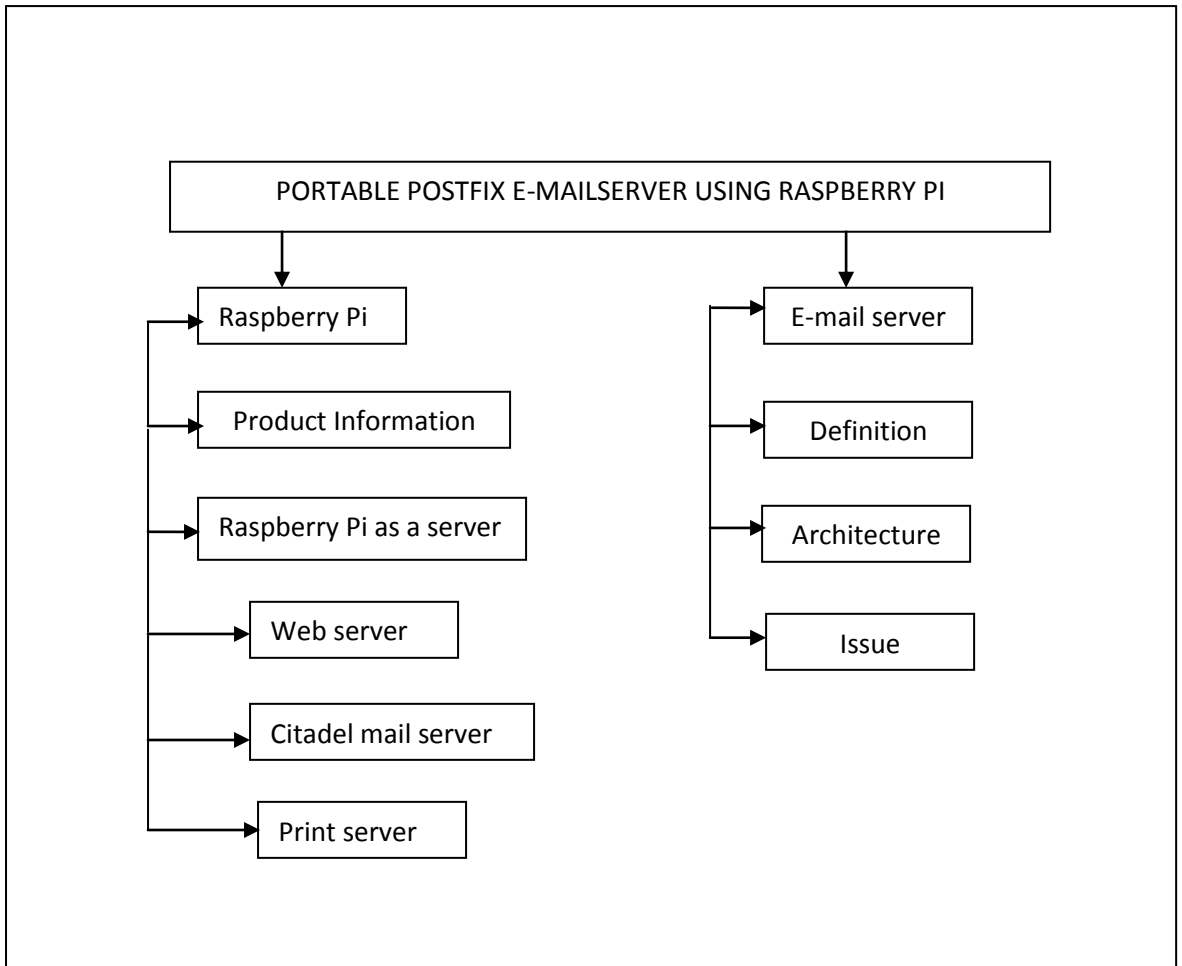 PORTABLE POSTFIX E-MAILSERVER USING RASPBERRY PI
Raspberry Pi
Product Information
Raspberry Pi as a server
Web server
Citadel mail server
Print server
E-mail server
Definition
Architecture
Issue